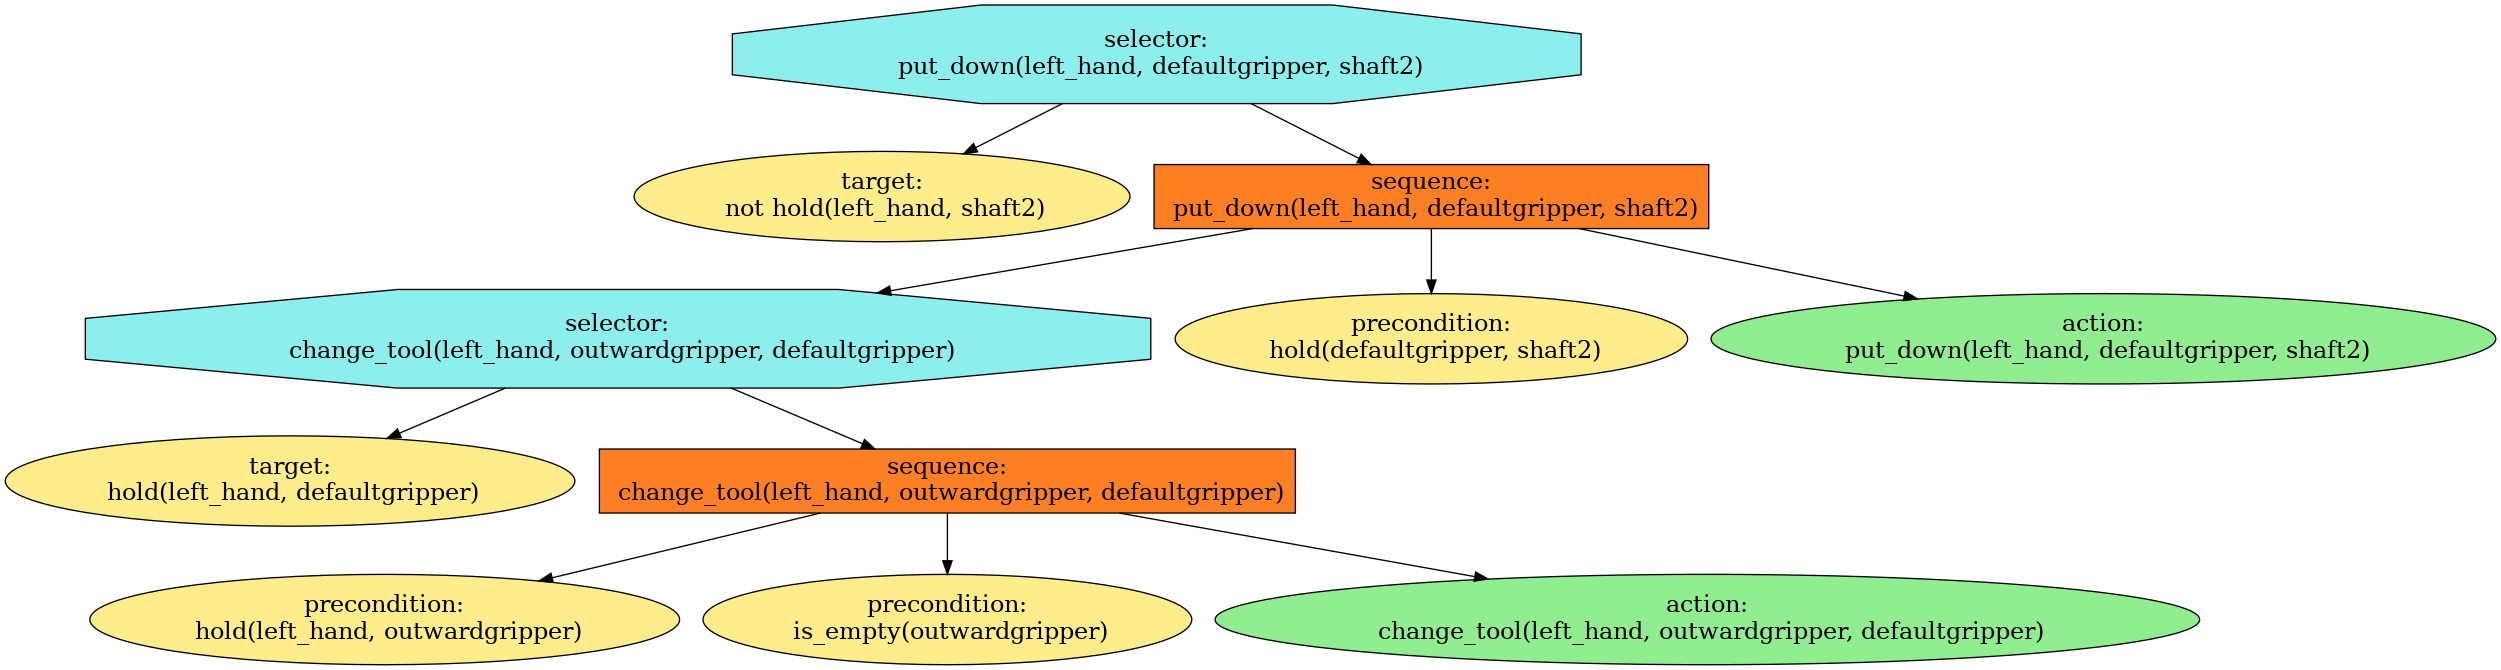 selector:
put_down(left_hand, defaultgripper, shaft2)
target:
not hold(left_hand, shaft2)
sequence:
put_down(left_hand, defaultgripper, shaft2)
selector:
change_tool(left_hand, outwardgripper, defaultgripper)
precondition:
hold(defaultgripper, shaft2)
action:
put_down(left_hand, defaultgripper, shaft2)
target:
hold(left_hand, defaultgripper)
sequence:
change_tool(left_hand, outwardgripper, defaultgripper)
precondition:
hold(left_hand, outwardgripper)
precondition:
is_empty(outwardgripper)
action:
change_tool(left_hand, outwardgripper, defaultgripper)